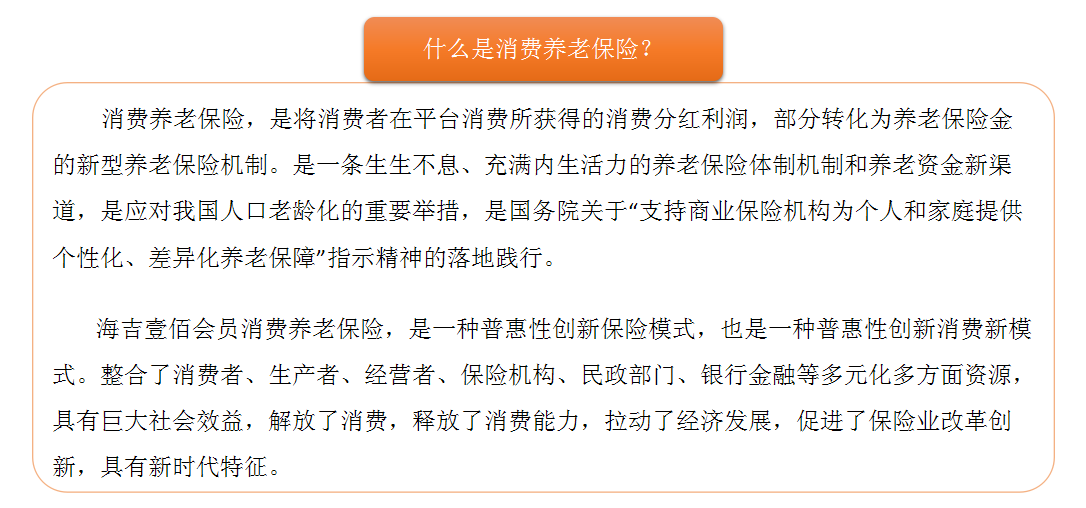 什么是消费养老保险？
消费养老保险，是将消费者在平台消费所获得的消费分红利润，部分转化为养老保险金
的新型养老保险机制。是一条生生不息、充满内生活力的养老保险体制机制和养老资金新渠
道，是应对我国人口老龄化的重要举措，是国务院关于“支持商业保险机构为个人和家庭提供
个性化、差异化养老保障”指示精神的落地践行。
海吉壹佰会员消费养老保险，是一种普惠性创新保险模式，也是一种普惠性创新消费新模
式。整合了消费者、生产者、经营者、保险机构、民政部门、银行金融等多元化多方面资源，
具有巨大社会效益，解放了消费，释放了消费能力，拉动了经济发展，促进了保险业改革创
新，具有新时代特征。